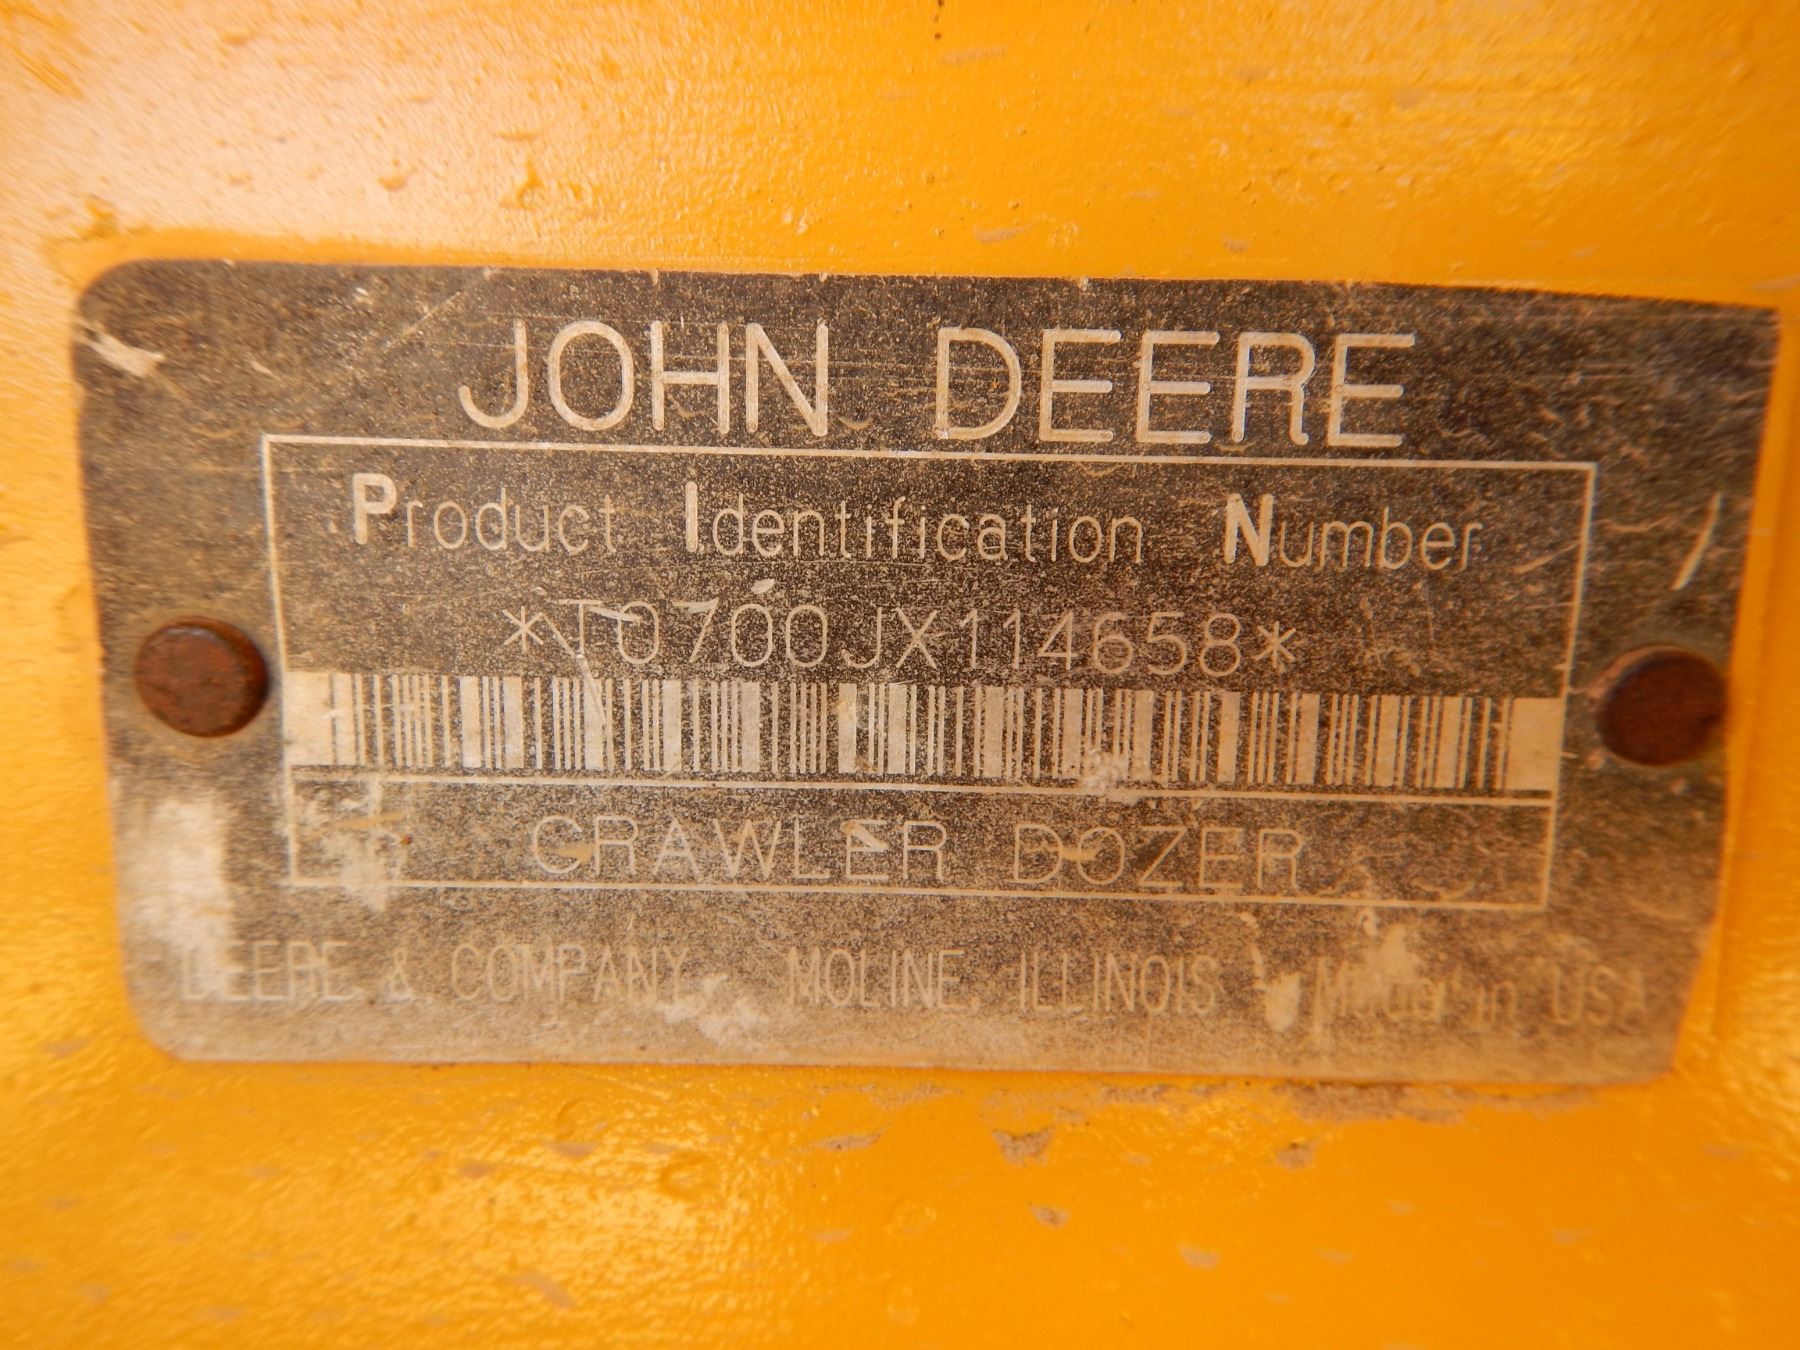 JOHN DEERE
Product Identification Number
*T0700JX114658*
CRAWLER DOZER
DEERE & COMPANY, MOLINE, ILLINOIS Made in USA